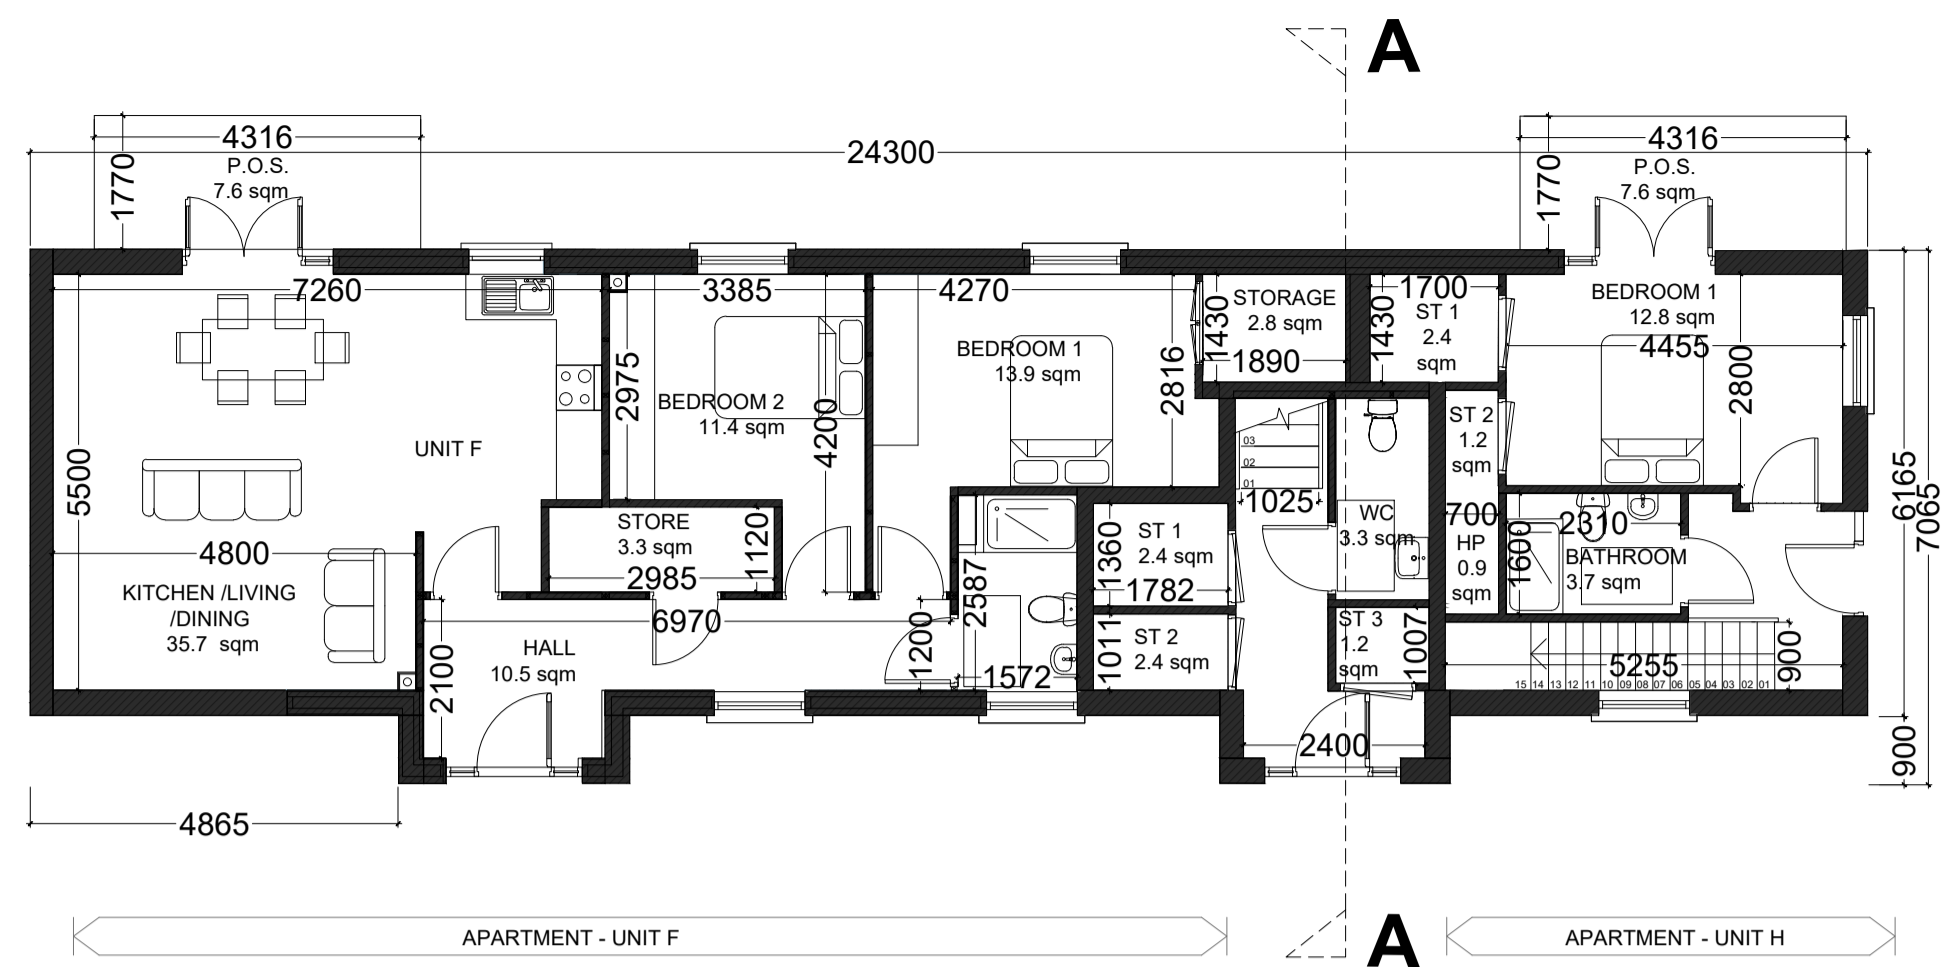 A
4316
24300
4316
P.O.S.
7.6 sqm
1770
P.O.S.
7.6 sqm
1770
7260
3385
4270
STORAGE
2.8 sqm
1430
1890
1700
ST 1
2.4
sqm
1430
BEDROOM 1
12.8 sqm
4455
2800
BEDROOM 1
13.9 sqm
2816
2975
BEDROOM 2
11.4 sqm
4200
UNIT F
5500
ST 2
1.2
sqm
03
02
01
1025
WC
3.3 sqm
700
HP
0.9
sqm
1600
2310
BATHROOM
3.7 sqm
6165
7065
STORE
3.3 sqm
2985
1120
4800
KITCHEN /LIVING
/DINING
35.7 sqm
6970
HALL
10.5 sqm
2100
1200
2587
1572
1360
ST 1
2.4 sqm
1782
1011
ST 2
2.4 sqm
ST 3
1.2
sqm
1007
5255
900
15 14 13 12 11 10 09 08 07 06 05 04 03 02 01
2400
900
4865
APARTMENT - UNIT F
A
APARTMENT - UNIT H